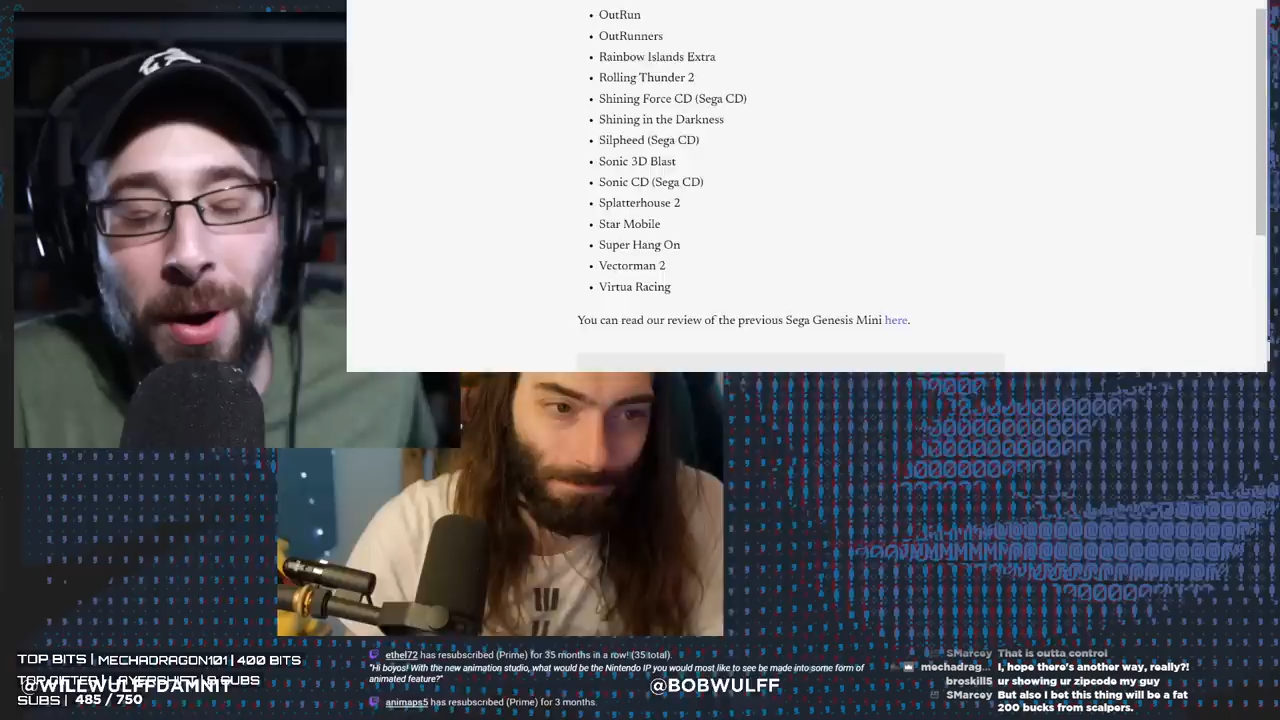 OutRun
OutRunners
Rainbow Islands Extra
Rolling Thunder 2
Shining Force CD (Sega CD)
Shining in the Darkness
Silpheed (Sega CD)
Sonic 3D Blast
Sonic CD (Sega CD)
Splatterhouse 2
Star Mobile
Super Hang On
Vectorman 2
Virtua Racing
You can read our review of the previous Sega Genesis Mini here.
TOP BITS | MECHADRAGON101 | 400 BITS
@WILLWULFFDAMNIT
SUBS | 485 / 750
ethel72 has resubscribed (Prime) for 35 months in a row! (35 total).
"Hi boyos! With the new animation studio, what would be the Nintendo IP you would most like to see be made into some form of
animated feature?"
animaps5 has resubscribed (Prime) for 3 months.
@BOBWULFF
SMarcey That is outta control
mechadrag... I, hope there's another way, really?!
broskill5 ur showing ur zipcode my guy
SMarcey But also I bet this thing will be a fat
200 bucks from scalpers.